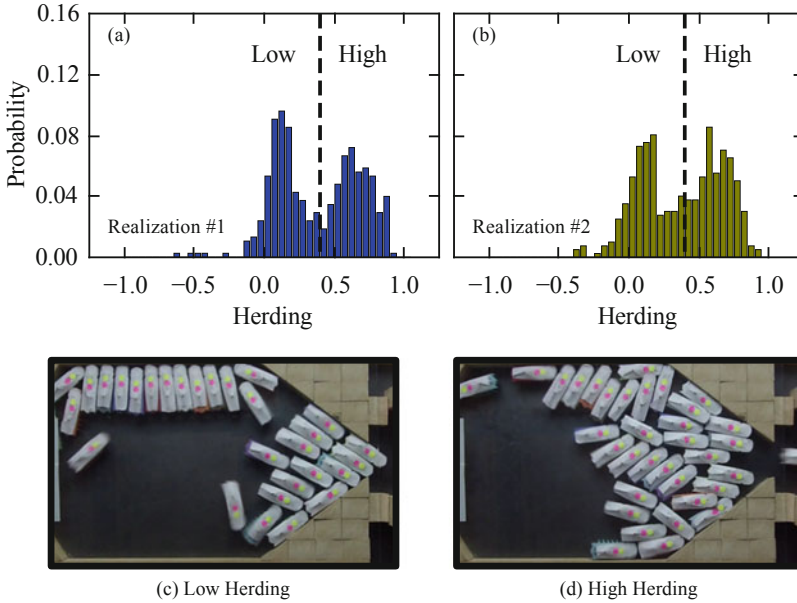 0.16
0.12
0.08
0.04
0.00
Probability
(a)
Low
High
Realization #1
−1.0
−0.5
0.0
0.5
1.0
Herding
(b)
Low
High
Realization #2
−1.0
−0.5
0.0
0.5
1.0
Herding
(c) Low Herding
(d) High Herding